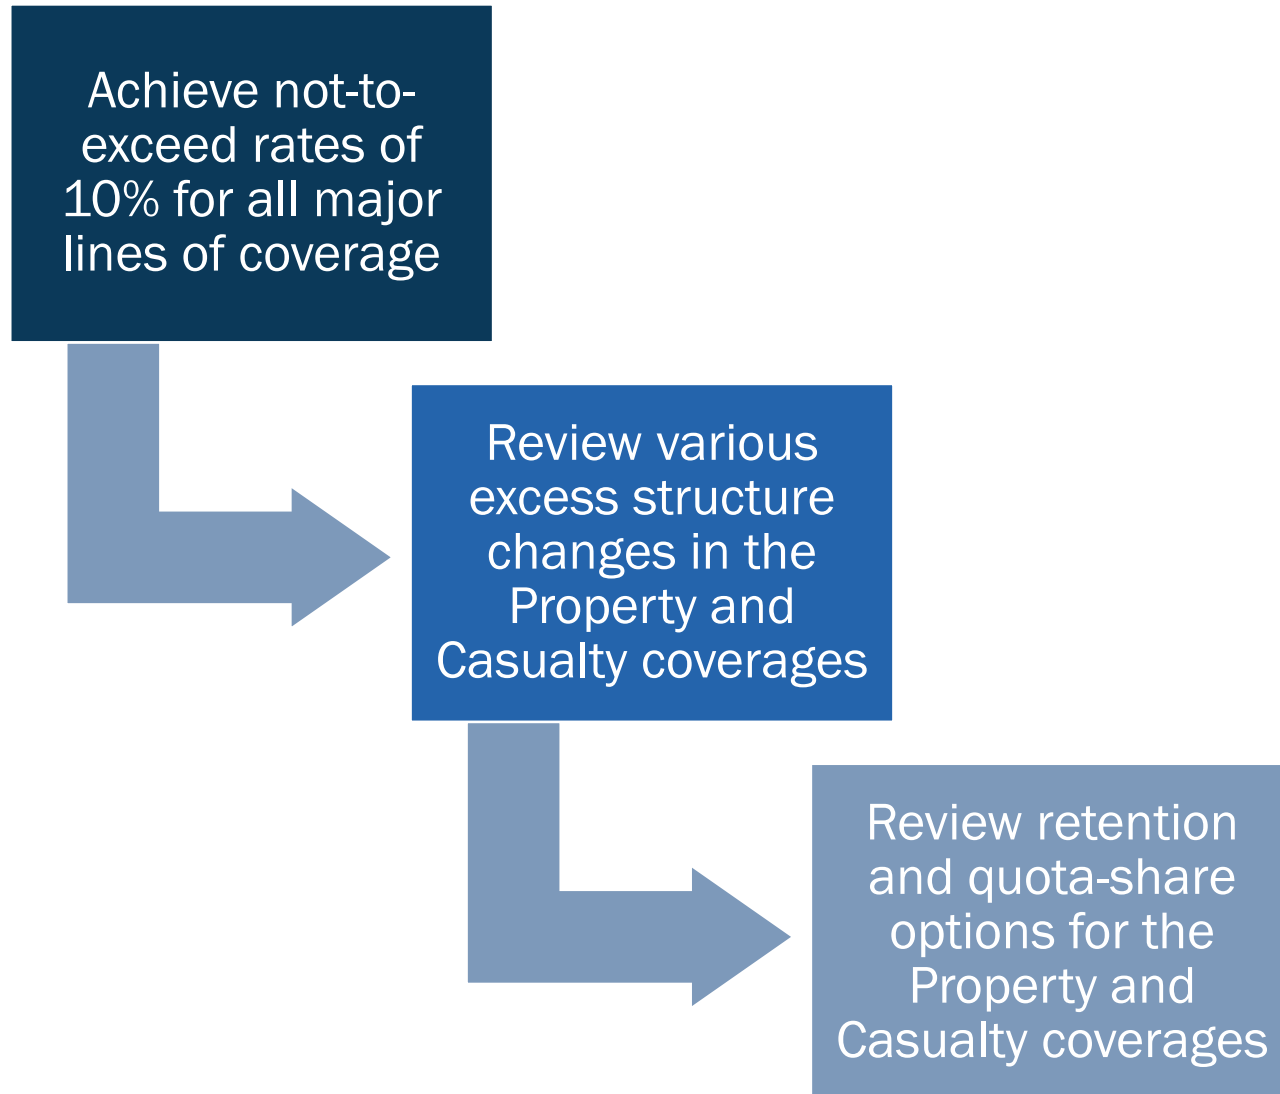 Achieve not-to-
exceed rates of
10% for all major
lines of coverage
Review various
excess structure
changes in the
Property and
Casualty coverages
Review retention
and quota-share
options for the
Property and
Casualty coverages